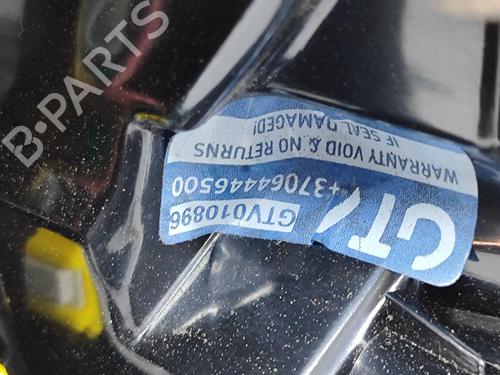 B-PARTS
GTV
GTV010896
+37064446500
WARRANTY VOID & NO RETURNS
IF SEAL DAMAGED!